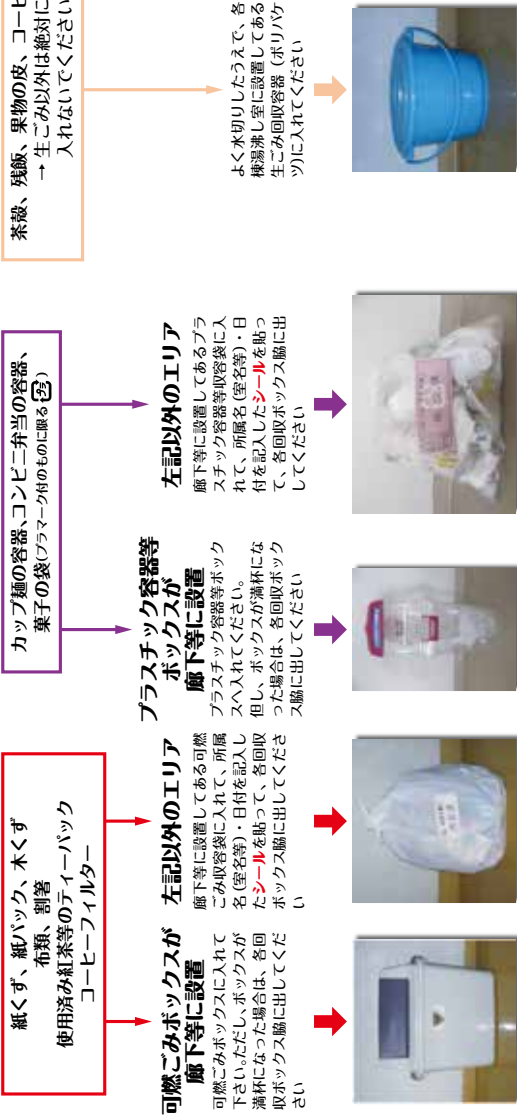 紙くず、紙パック、木くず
布類、割箸
使用済み紅茶等のティーパック
コーヒーフィルター
可燃ごみボックスが
廊下等に設置
可燃ごみボックスに入れて
下さい。ただし、ボックスが
満杯になった場合は、各回
収ボックス脇に出してくだ
さい
左記以外のエリア
廊下等に設置してある可燃
ごみ収容袋に入れて、所属
名(室名等)・日付を記入し
たシールを貼って、各回収
ボックス脇に出してくださ
い
カップ麺の容器、コンビニ弁当の容器、
菓子の袋(プラマーク付のものに限る プラ)
プラスチック容器等
ボックスが
廊下等に設置
プラスチック容器等ボック
スへ入れてください。
但し、ボックスが満杯にな
った場合は、各回収ボック
ス脇に出してください
左記以外のエリア
廊下等に設置してあるプラ
スチック容器等収容袋に入
れて、所属名(室名等)・日
付を記入したシールを貼っ
て、各回収ボックス脇に出
してください
茶殻、残飯、果物の皮、コーヒ
→ 生ごみ以外は絶対に
入れないでください
よく水切りしたうえで、各
棟湯沸し室に設置してある
生ごみ回収容器(ポリバケ
ツ)に入れてください